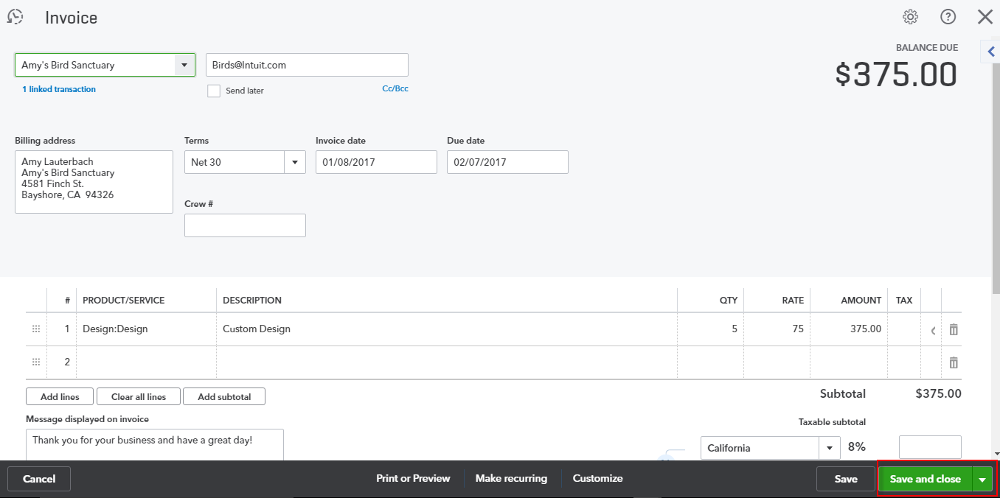 Invoice
BALANCE DUE
$375.00
Amy's Bird Sanctuary
Birds@Intuit.com
1 linked transaction
Send later
Cc/Bcc
Billing address
Terms
Invoice date
Due date
Amy Lauterbach
Amy's Bird Sanctuary
4581 Finch St.
Bayshore, CA 94326
Net 30
01/08/2017
02/07/2017
Crew #
# PRODUCT/SERVICE DESCRIPTION QTY RATE AMOUNT TAX
1 Design:Design Custom Design 5 75 375.00
2
Add lines Clear all lines Add subtotal
Subtotal $375.00
Message displayed on invoice
Thank you for your business and have a great day!
Taxable subtotal
California 8%
Cancel Print or Preview Make recurring Customize Save Save and close